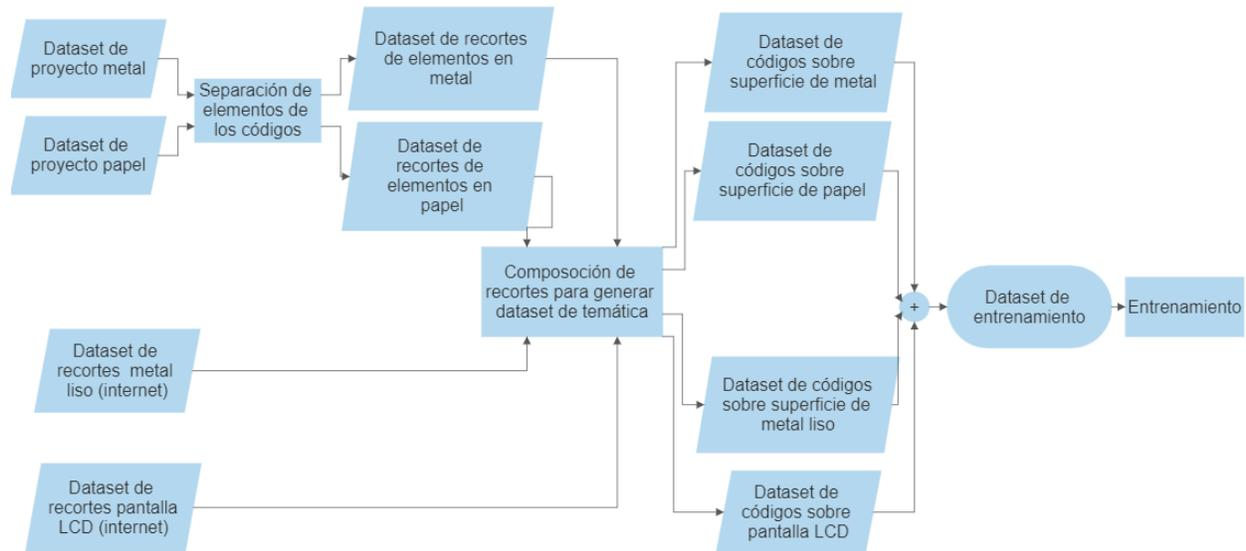 Dataset de
proyecto metal
Dataset de
proyecto papel
Separación de
elementos de
los códigos
Dataset de recortes
de elementos en
metal
Dataset de
recortes de
elementos en
papel
Dataset de
recortes  metal
liso (internet)
Dataset de
recortes pantalla
LCD (internet)
Composoción de
recortes para generar
dataset de temática
Dataset de
códigos sobre
superficie de metal
Dataset de
códigos sobre
superficie de papel
Dataset de códigos
sobre superficie de
metal liso
Dataset de
códigos sobre
pantalla LCD
+
Dataset de
entrenamiento
Entrenamiento